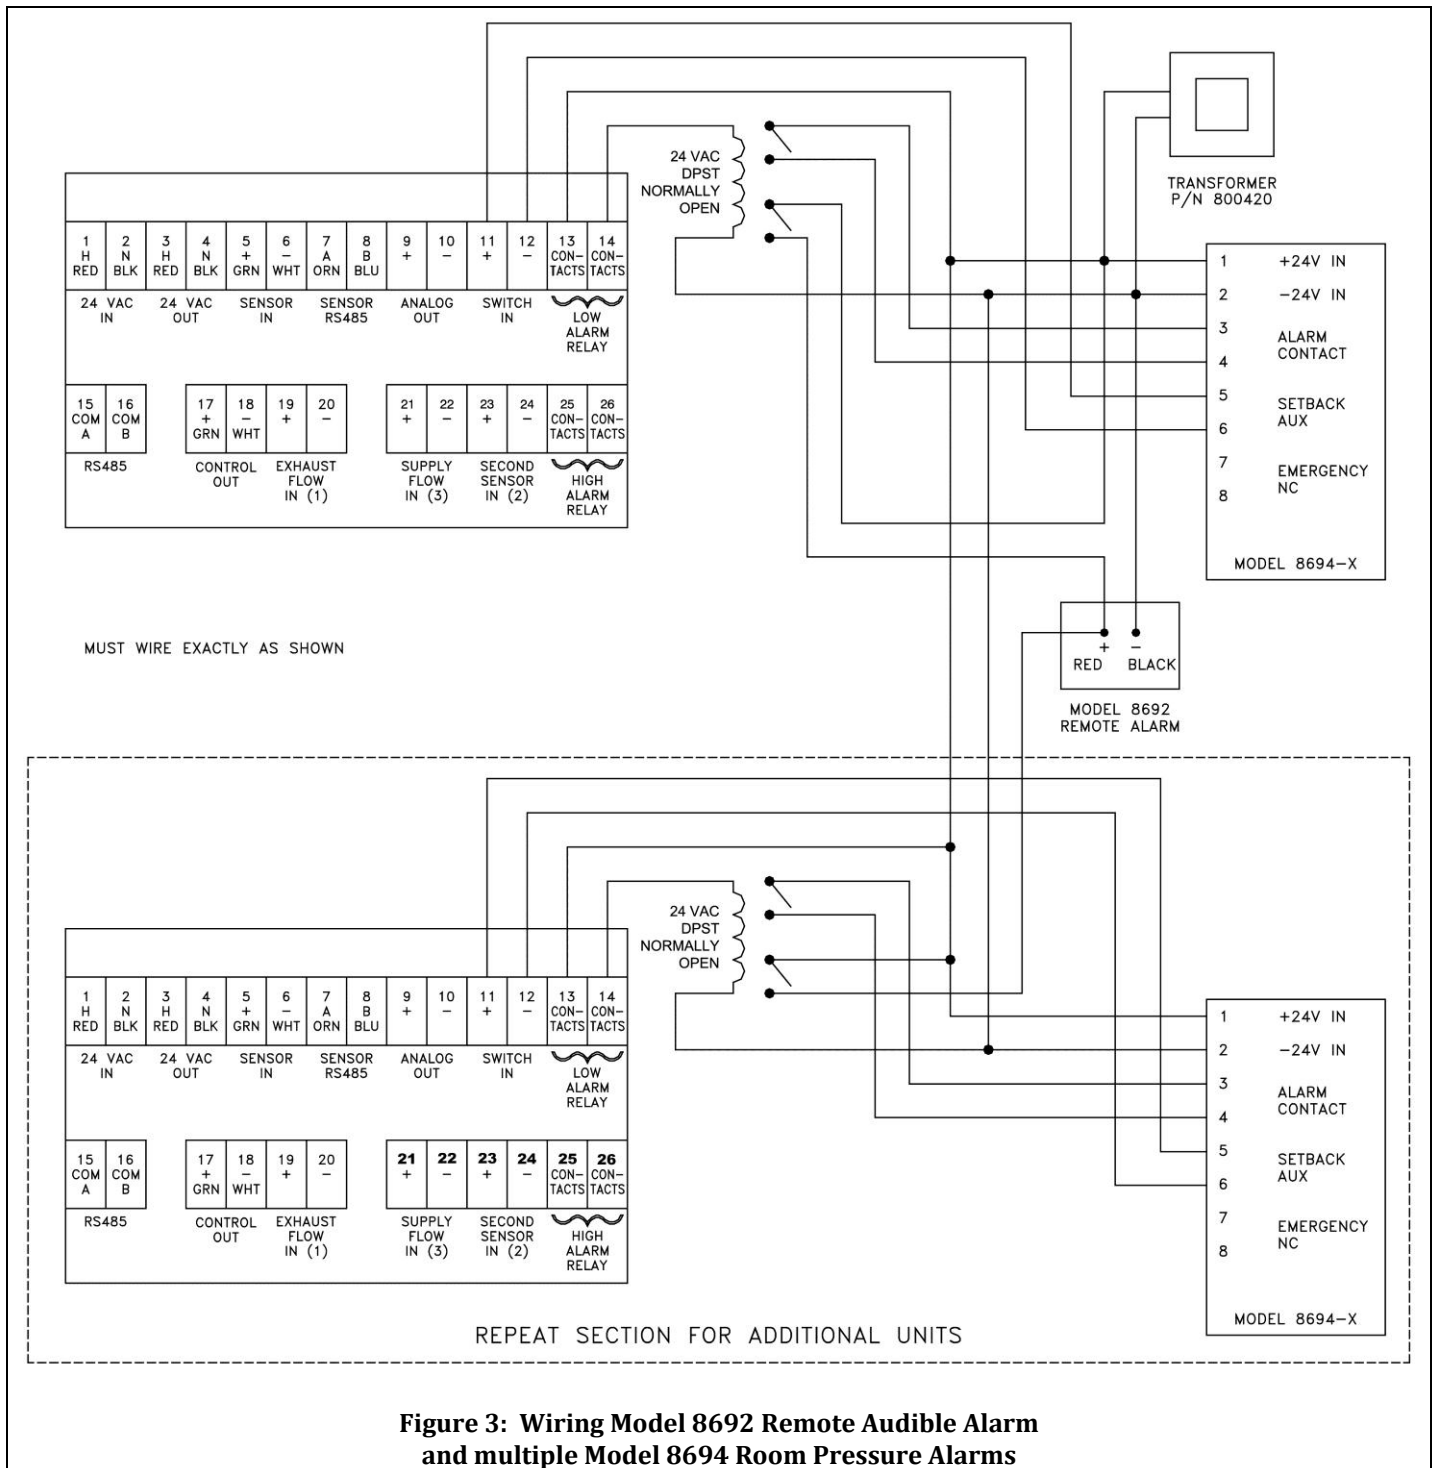 24 VAC
DPST
NORMALLY
OPEN
TRANSFORMER
P/N 800420
1 2 3 4 5 6 7 8 9 10 11 12 13 14
H N H N + − A B + − + − CON- CON-
RED BLK RED BLK GRN WHT ORN BLU TACTS TACTS
24 VAC 24 VAC SENSOR SENSOR ANALOG SWITCH
IN OUT IN RS485 OUT IN LOW
ALARM
RELAY
15 16 17 18 19 20 21 22 23 24 25 26
COM COM + − + − + − + − CON- CON-
A B GRN WHT TACTS TACTS
RS485 CONTROL EXHAUST SUPPLY SECOND
OUT FLOW FLOW SENSOR HIGH
IN (1) IN (3) IN (2) ALARM
RELAY
1 +24V IN
2 −24V IN
3 ALARM
4 CONTACT
5 SETBACK
6 AUX
7 EMERGENCY
8 NC
MODEL 8694−X
MUST WIRE EXACTLY AS SHOWN
+ −
RED BLACK
MODEL 8692
REMOTE ALARM
24 VAC
DPST
NORMALLY
OPEN
1 2 3 4 5 6 7 8 9 10 11 12 13 14
H N H N + − A B + − + − CON- CON-
RED BLK RED BLK GRN WHT ORN BLU TACTS TACTS
24 VAC 24 VAC SENSOR SENSOR ANALOG SWITCH
IN OUT IN RS485 OUT IN LOW
ALARM
RELAY
15 16 17 18 19 20 21 22 23 24 25 26
COM COM + − + − + − + − CON- CON-
A B GRN WHT TACTS TACTS
RS485 CONTROL EXHAUST SUPPLY SECOND
OUT FLOW FLOW SENSOR HIGH
IN (1) IN (3) IN (2) ALARM
RELAY
1 +24V IN
2 −24V IN
3 ALARM
4 CONTACT
5 SETBACK
6 AUX
7 EMERGENCY
8 NC
MODEL 8694−X
REPEAT SECTION FOR ADDITIONAL UNITS
Figure 3: Wiring Model 8692 Remote Audible Alarm
and multiple Model 8694 Room Pressure Alarms